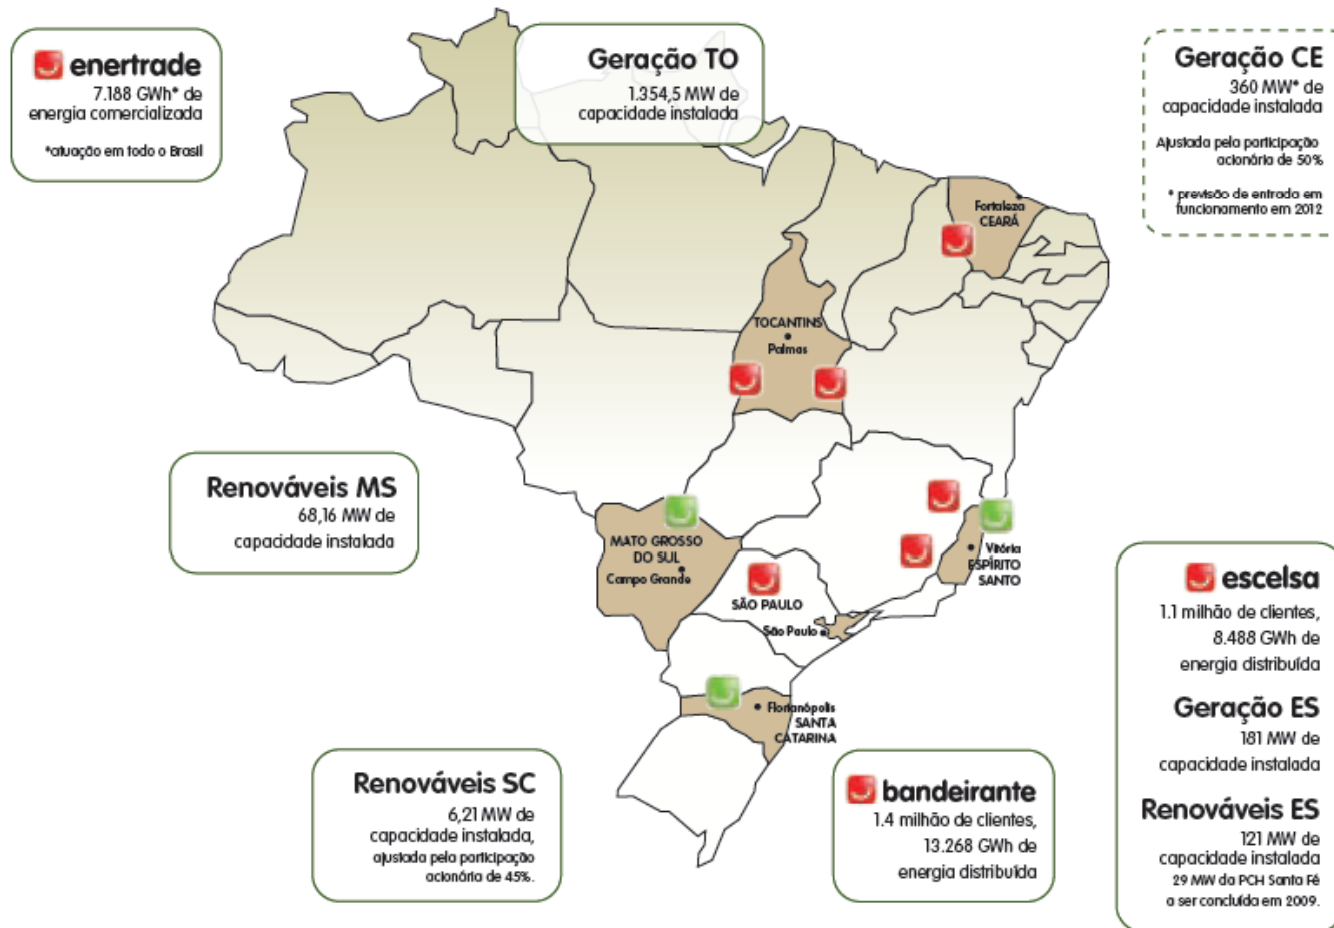 enertrade
7.188 GWh* de
energia comercializada
*atuação em todo o Brasil
Geração TO
1.354,5 MW de
capacidade instalada
Geração CE
360 MW* de
capacidade instalada
Ajustada pela participação
acionária de 50%
* previsão de entrada em
funcionamento em 2012
Fortaleza
CEARÁ
TOCANTINS
Palmas
Renováveis MS
68,16 MW de
capacidade instalada
MATO GROSSO
DO SUL
Campo Grande
Vitória
ESPÍRITO
SANTO
SÃO PAULO
São Paulo
Florianópolis
SANTA
CATARINA
escelsa
1.1 milhão de clientes,
8.488 GWh de
energia distribuída
Geração ES
181 MW de
capacidade instalada
Renováveis ES
121 MW de
capacidade instalada
29 MW da PCH Santa Fé
a ser concluída em 2009.
Renováveis SC
6,21 MW de
capacidade instalada,
ajustada pela participação
acionária de 45%.
bandeirante
1.4 milhão de clientes,
13.268 GWh de
energia distribuída